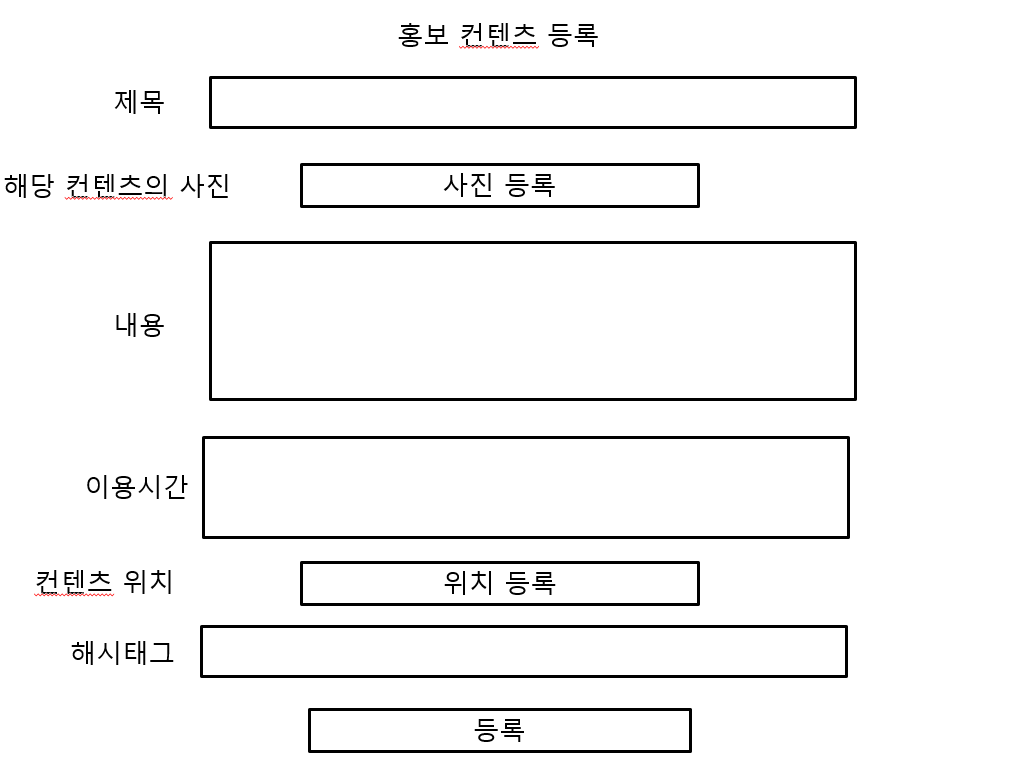 홍보 컨텐츠 등록
제목
해당 컨텐츠의 사진
사진 등록
내용
이용시간
컨텐츠 위치
위치 등록
해시태그
등록